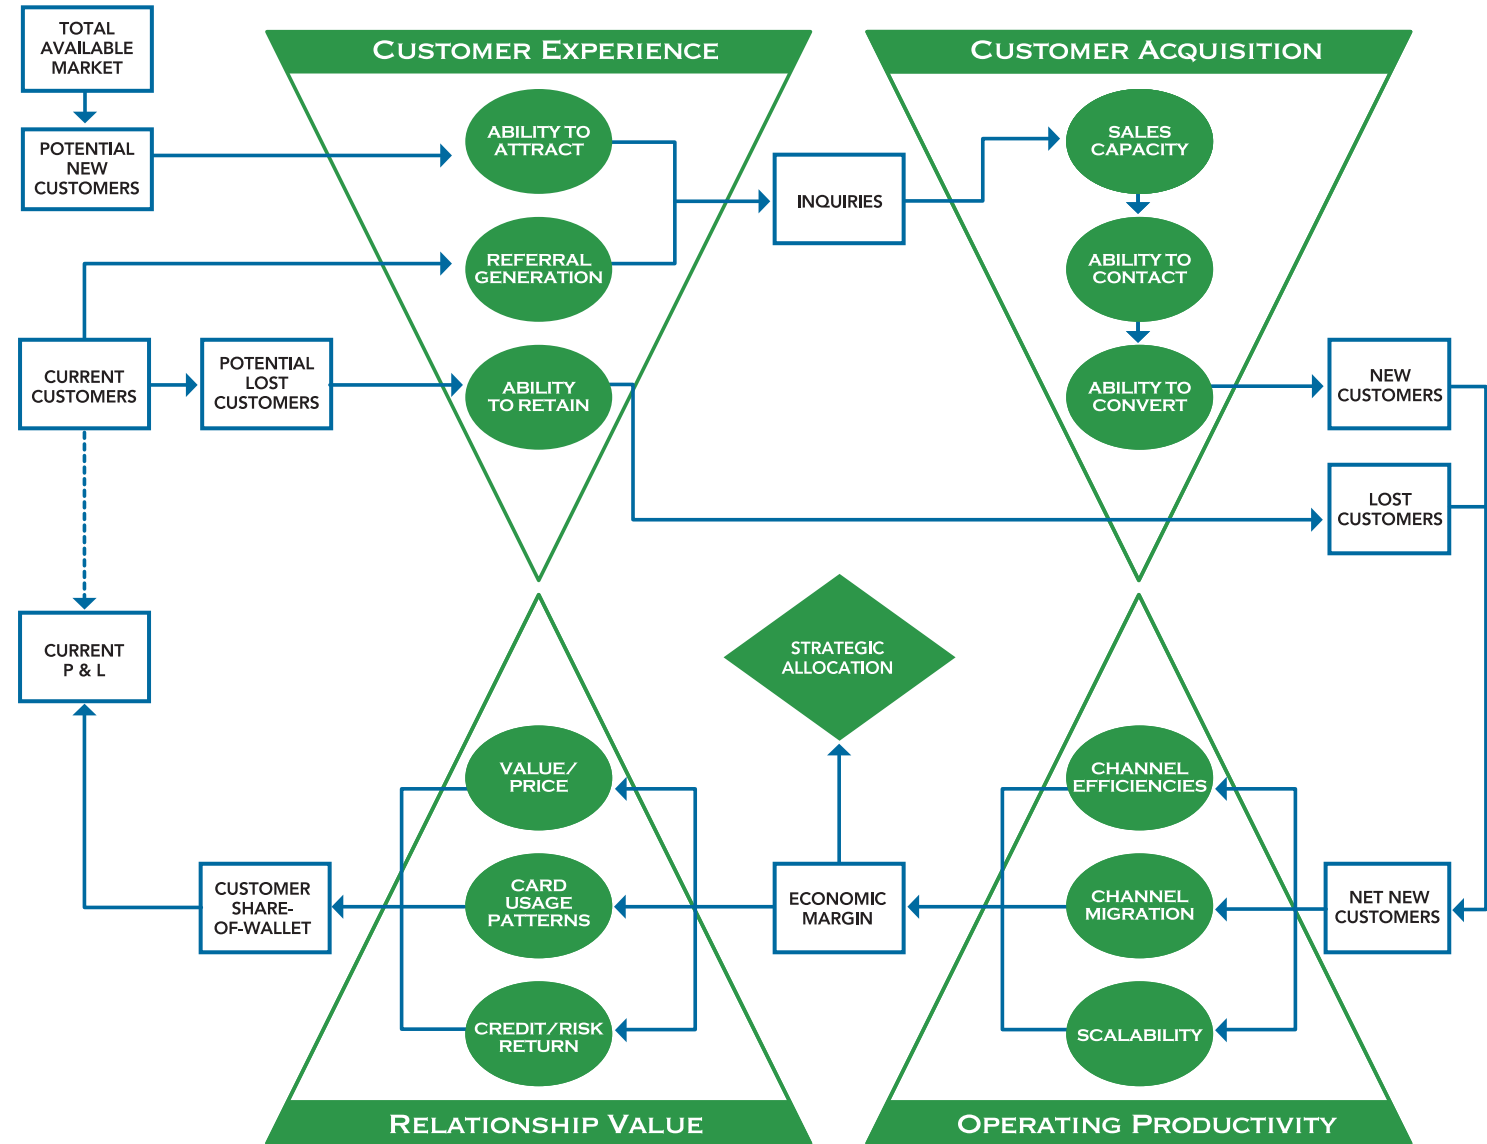 TOTAL
AVAILABLE
MARKET
POTENTIAL
NEW
CUSTOMERS
CUSTOMER EXPERIENCE
ABILITY TO
ATTRACT
REFERRAL
GENERATION
ABILITY
TO RETAIN
INQUIRIES
CUSTOMER ACQUISITION
SALES
CAPACITY
ABILITY TO
CONTACT
ABILITY TO
CONVERT
CURRENT
CUSTOMERS
POTENTIAL
LOST
CUSTOMERS
NEW
CUSTOMERS
LOST
CUSTOMERS
CURRENT
P & L
STRATEGIC
ALLOCATION
VALUE/
PRICE
CARD
USAGE
PATTERNS
CREDIT/RISK
RETURN
CHANNEL
EFFICIENCIES
CHANNEL
MIGRATION
SCALABILITY
CUSTOMER
SHARE-
OF-WALLET
ECONOMIC
MARGIN
NET NEW
CUSTOMERS
RELATIONSHIP VALUE
OPERATING PRODUCTIVITY